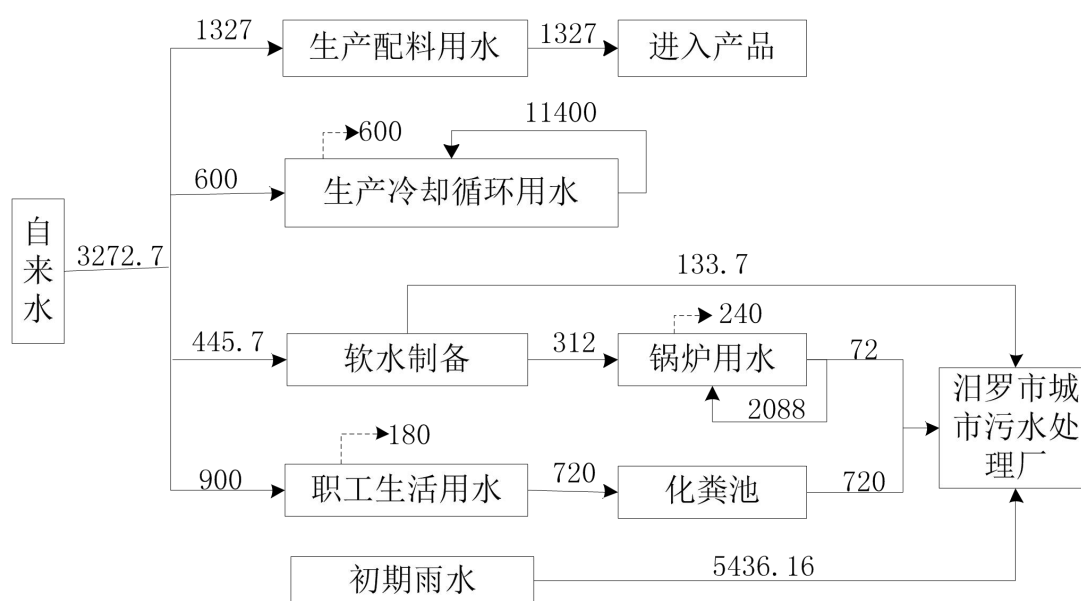 1327
生产配料用水
1327
进入产品
600
11400
600
生产冷却循环用水
自
来
水
3272.7
133.7
240
445.7
软水制备
312
锅炉用水
72
2088
汨罗市城
市污水处
理厂
180
900
职工生活用水
720
化粪池
720
初期雨水
5436.16